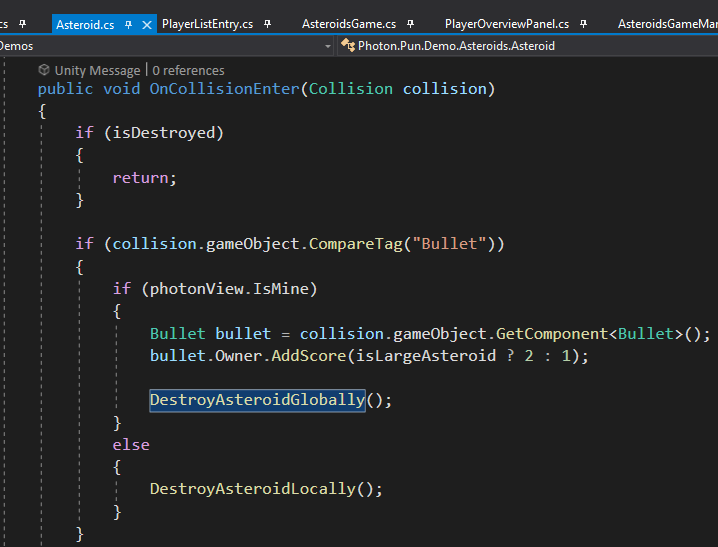 cs Asteroid.cs PlayerListEntry.cs AsteroidsGame.cs PlayerOverviewPanel.cs AsteroidsGameMar
Demos Photon.Pun.Demo.Asteroids.Asteroid
Unity Message | 0 references
public void OnCollisionEnter(Collision collision)
{
if (isDestroyed)
{
return;
}
if (collision.gameObject.CompareTag("Bullet"))
{
if (photonView.IsMine)
{
Bullet bullet = collision.gameObject.GetComponent<Bullet>();
bullet.Owner.AddScore(isLargeAsteroid ? 2 : 1);
DestroyAsteroidGlobally();
}
else
{
DestroyAsteroidLocally();
}
}